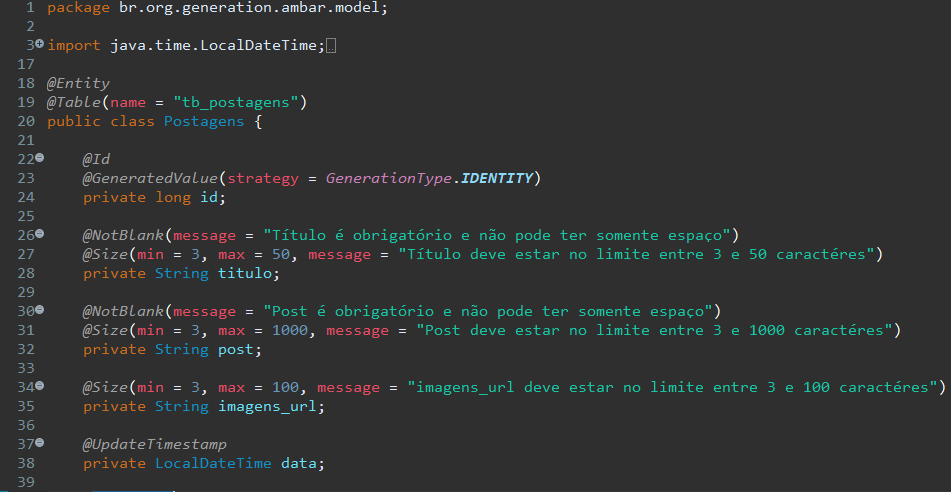 1 package br.org.generation.ambar.model;
2
3 import java.time.LocalDateTime;
17
18 @Entity
19 @Table(name = "tb_postagens")
20 public class Postagens {
21
22 @Id
23 @GeneratedValue(strategy = GenerationType.IDENTITY)
24 private long id;
25
26 @NotBlank(message = "Título é obrigatório e não pode ter somente espaço")
27 @Size(min = 3, max = 50, message = "Título deve estar no limite entre 3 e 50 caractéres")
28 private String titulo;
29
30 @NotBlank(message = "Post é obrigatório e não pode ter somente espaço")
31 @Size(min = 3, max = 1000, message = "Post deve estar no limite entre 3 e 1000 caractéres")
32 private String post;
33
34 @Size(min = 3, max = 100, message = "imagens_url deve estar no limite entre 3 e 100 caractéres")
35 private String imagens_url;
36
37 @UpdateTimestamp
38 private LocalDateTime data;
39